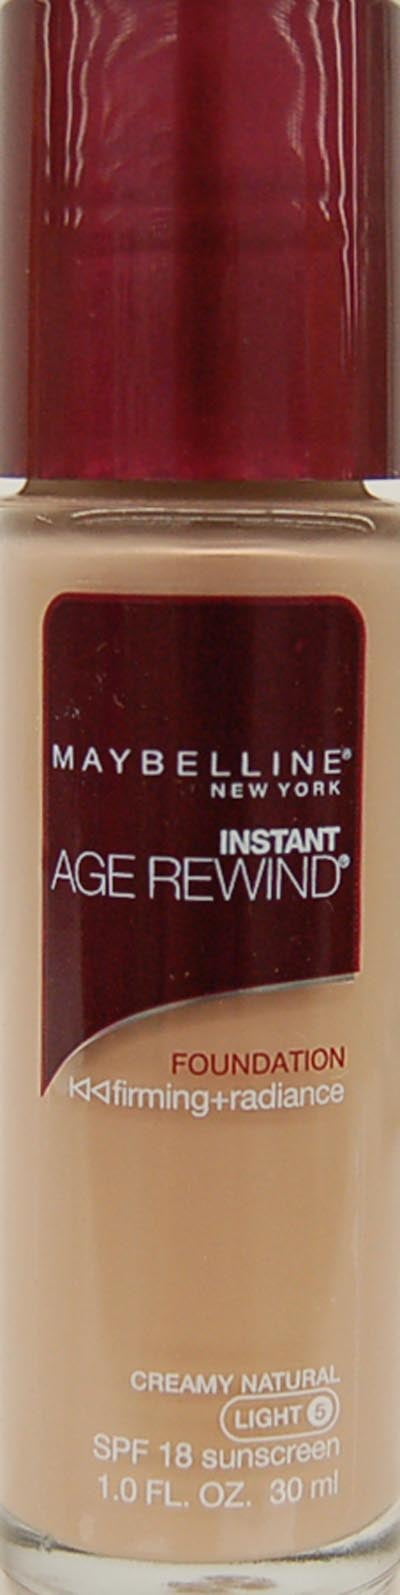 MAYBELLINE®
NEW YORK
INSTANT
AGE REWIND®
FOUNDATION
firming+radiance
CREAMY NATURAL
LIGHT 5
SPF 18 sunscreen
1.0 FL. OZ. 30 ml